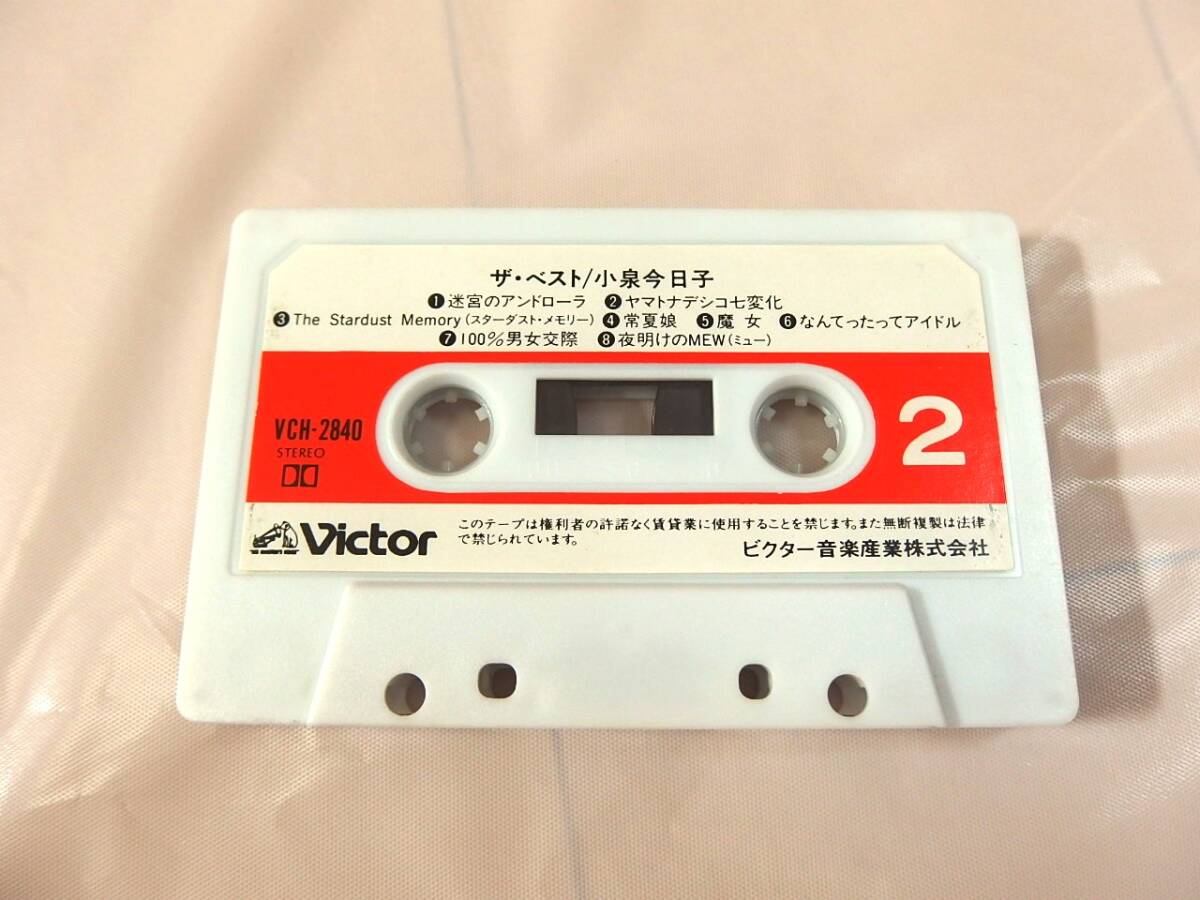 ザ・ベスト/小泉今日子
❶迷宮のアンドローラ ❷ヤマトナデシコ七変化
❸The Stardust Memory(スターダスト・メモリー) ❹常夏娘 ❺魔女 ❻なんてったってアイドル
❼100%男女交際 ❽夜明けのMEW(ミュー)
VCH-2840
STEREO
2
Victor
このテープは権利者の許諾なく賃貸業に使用することを禁じます。また無断複製は法律
で禁じられています。
ビクター音楽産業株式会社